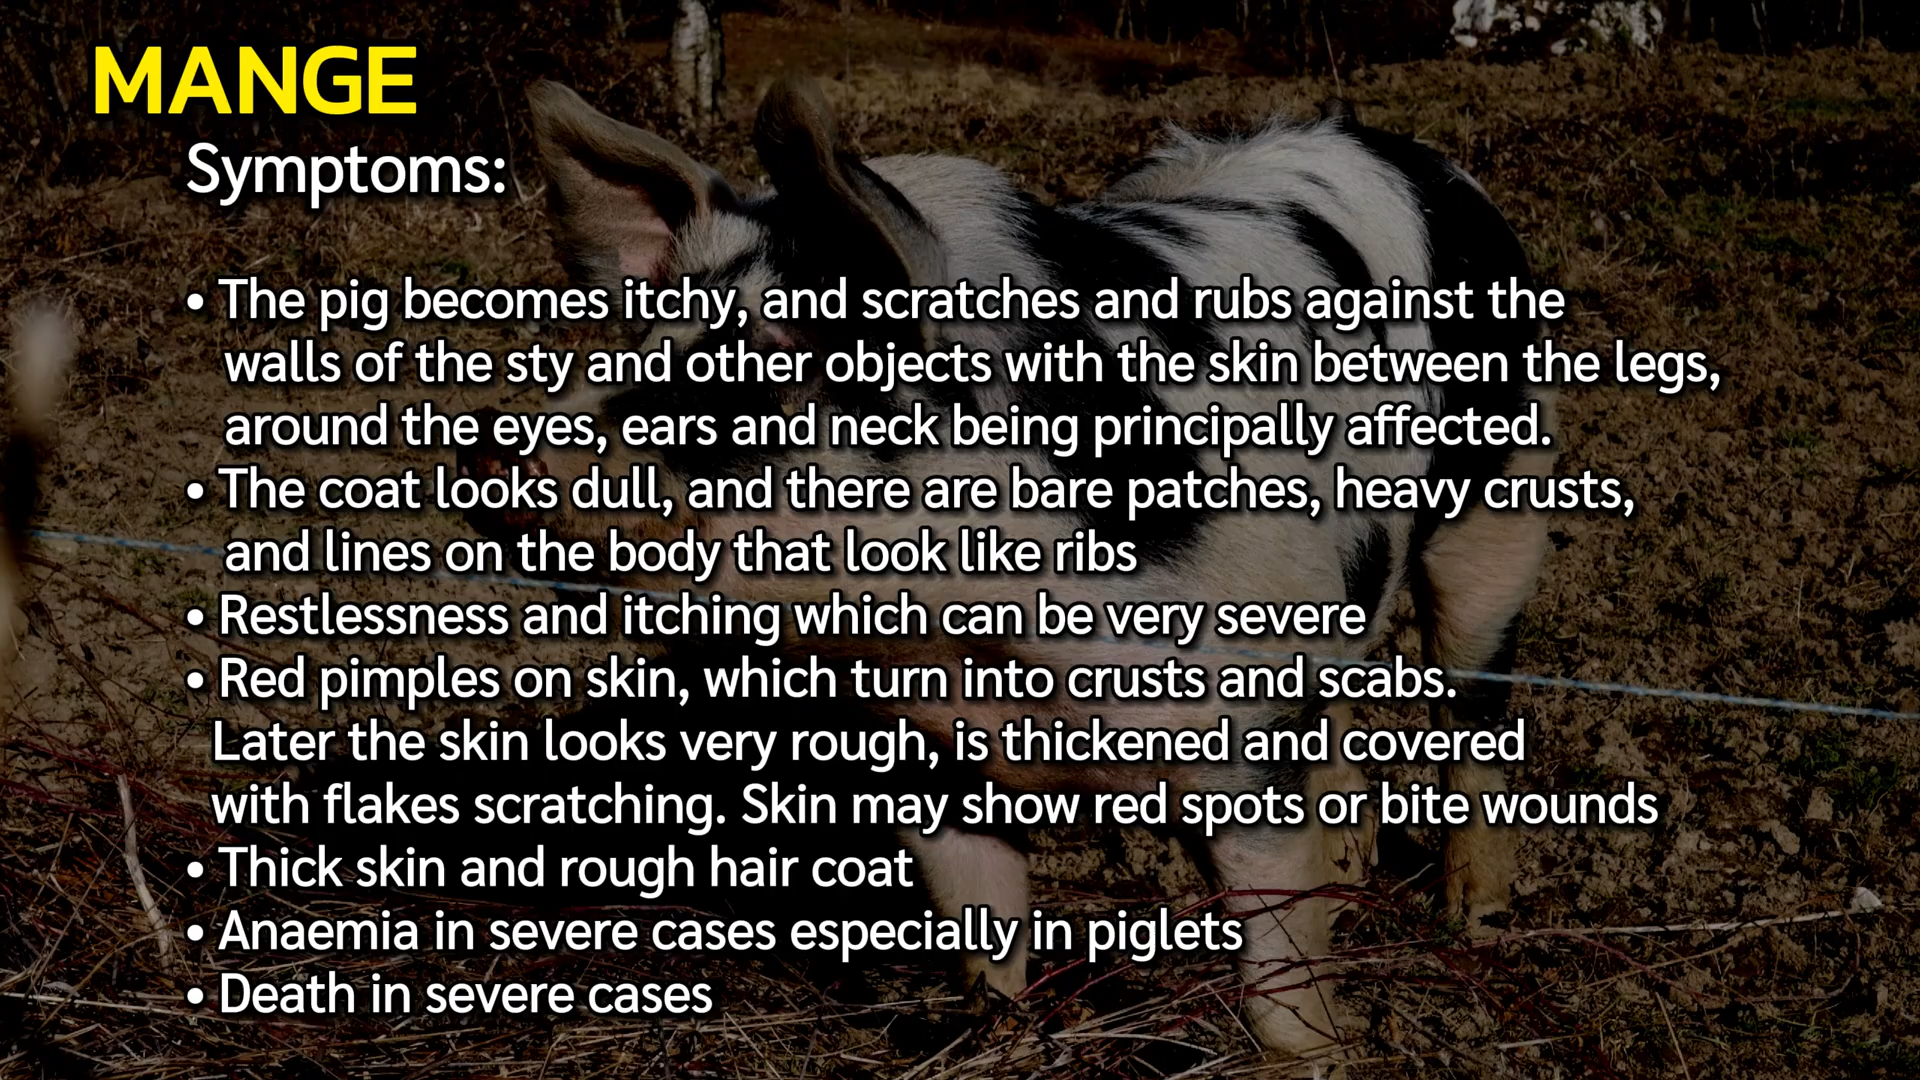 MANGE
Symptoms:
• The pig becomes itchy, and scratches and rubs against the
walls of the sty and other objects with the skin between the legs,
around the eyes, ears and neck being principally affected.
• The coat looks dull, and there are bare patches, heavy crusts,
and lines on the body that look like ribs
• Restlessness and itching which can be very severe
• Red pimples on skin, which turn into crusts and scabs.
Later the skin looks very rough, is thickened and covered
with flakes scratching. Skin may show red spots or bite wounds
• Thick skin and rough hair coat
• Anaemia in severe cases especially in piglets
• Death in severe cases